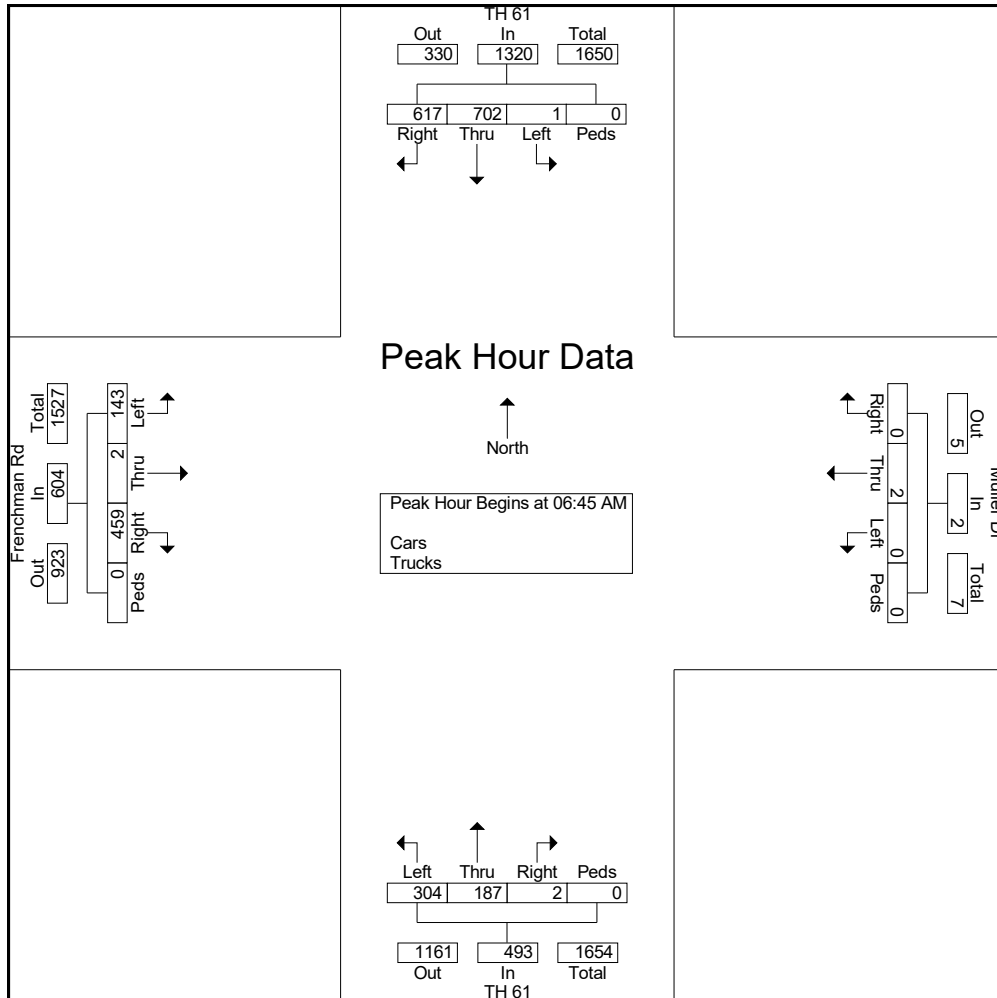 TH 61
Out In Total
330 1320 1650
617 702 1 0
Right Thru Left Peds
Peak Hour Data
North
Peak Hour Begins at 06:45 AM
Cars
Trucks
Frenchman Rd
Out In Total
923 604 1527
0 459 2 143
Peds Right Thru Left
Out In Total
5 2 7
Right Thru Left Peds
0 2 0 0
Left Thru Right Peds
304 187 2 0
1161 493 1654
Out In Total
TH 61